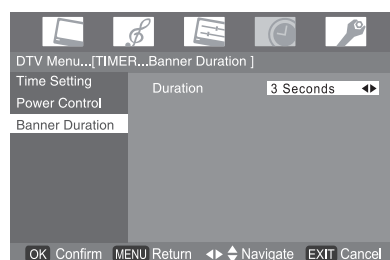 DTV Menu...[TIMER...Banner Duration ]
Time Setting
Duration 3 Seconds
Power Control
Banner Duration
OK Confirm MENU Return Navigate EXIT Cancel